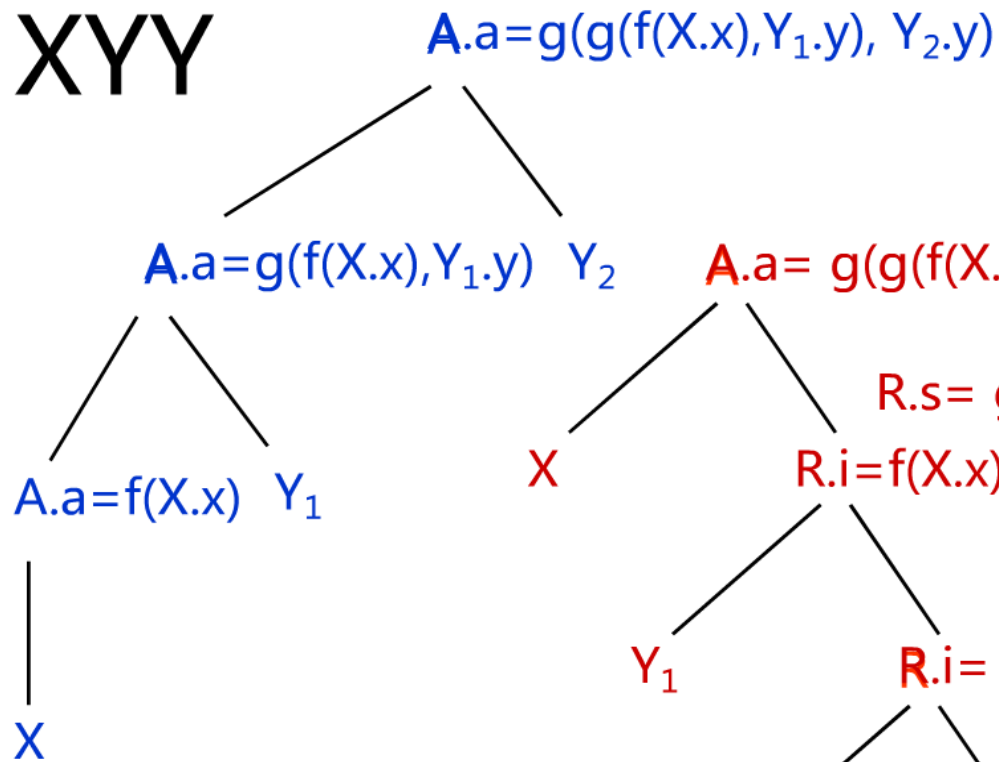 XYY
A.a=g(g(f(X.x),Y₁.y), Y₂.y)
A.a=g(f(X.x),Y₁.y) Y₂
A.a= g(g(f(X.
R.s=
X
R.i=f(X.x)
A.a=f(X.x) Y₁
Y₁
R.i=
X